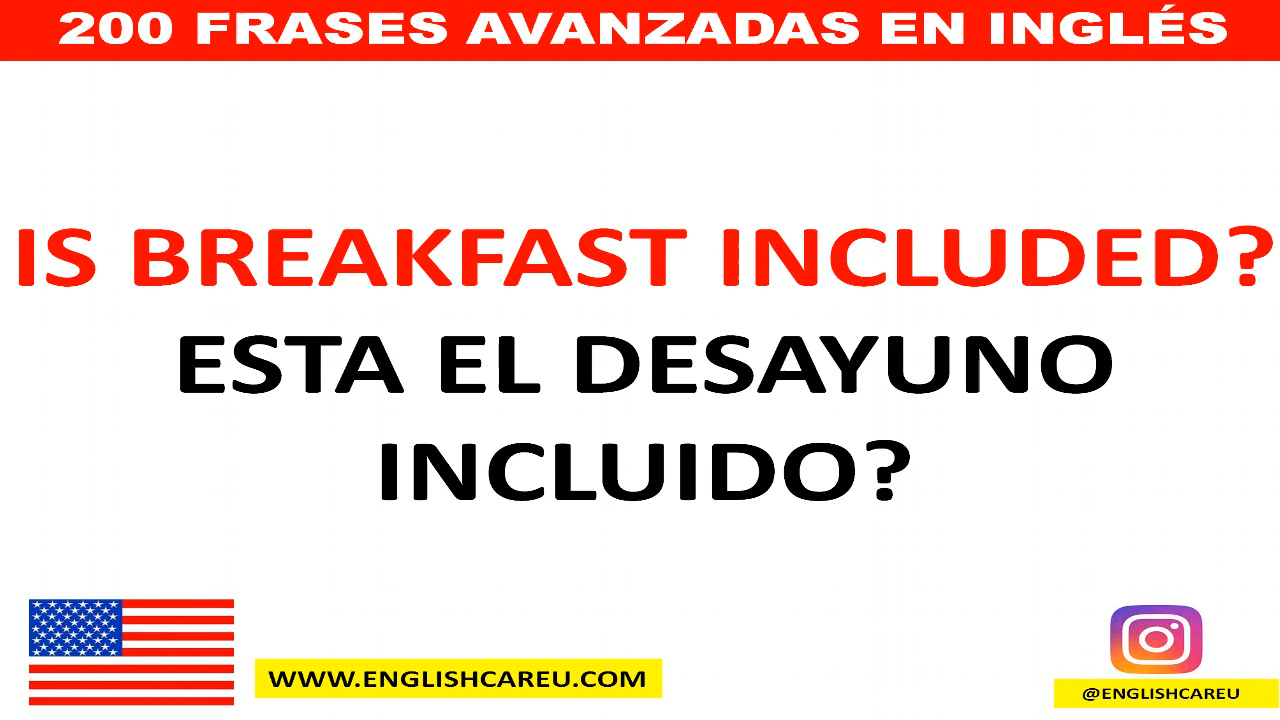 200 FRASES AVANZADAS EN INGLÉS
IS BREAKFAST INCLUDED?
ESTA EL DESAYUNO
INCLUIDO?
WWW.ENGLISHCAREU.COM
@ENGLISHCAREU